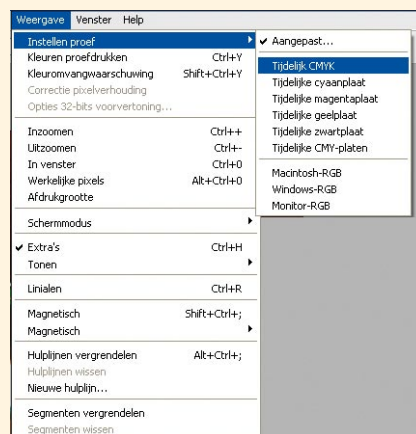 Weergave Venster Help
Instellen proef
Kleuren proefdrukken Ctrl+Y
Kleuromvangwaarschuwing Shift+Ctrl+Y
Correctie pixelverhouding
Opties 32-bits voorvertoning...
Inzoomen Ctrl++
Uitzoomen Ctrl+-
In venster Ctrl+0
Werkelijke pixels Alt+Ctrl+0
Afdrukgrootte
Schermmodus
Extra's Ctrl+H
Tonen
Linialen Ctrl+R
Magnetisch Shift+Ctrl+;
Magnetisch
Hulplijnen vergrendelen Alt+Ctrl+;
Hulplijnen wissen
Nieuwe hulplijn...
Segmenten vergrendelen
Segmenten wissen
Aangepast...
Tijdelijk CMYK
Tijdelijke cyaanplaat
Tijdelijke magentaplaat
Tijdelijke geelplaat
Tijdelijke zwartplaat
Tijdelijke CMY-platen
Macintosh-RGB
Windows-RGB
Monitor-RGB